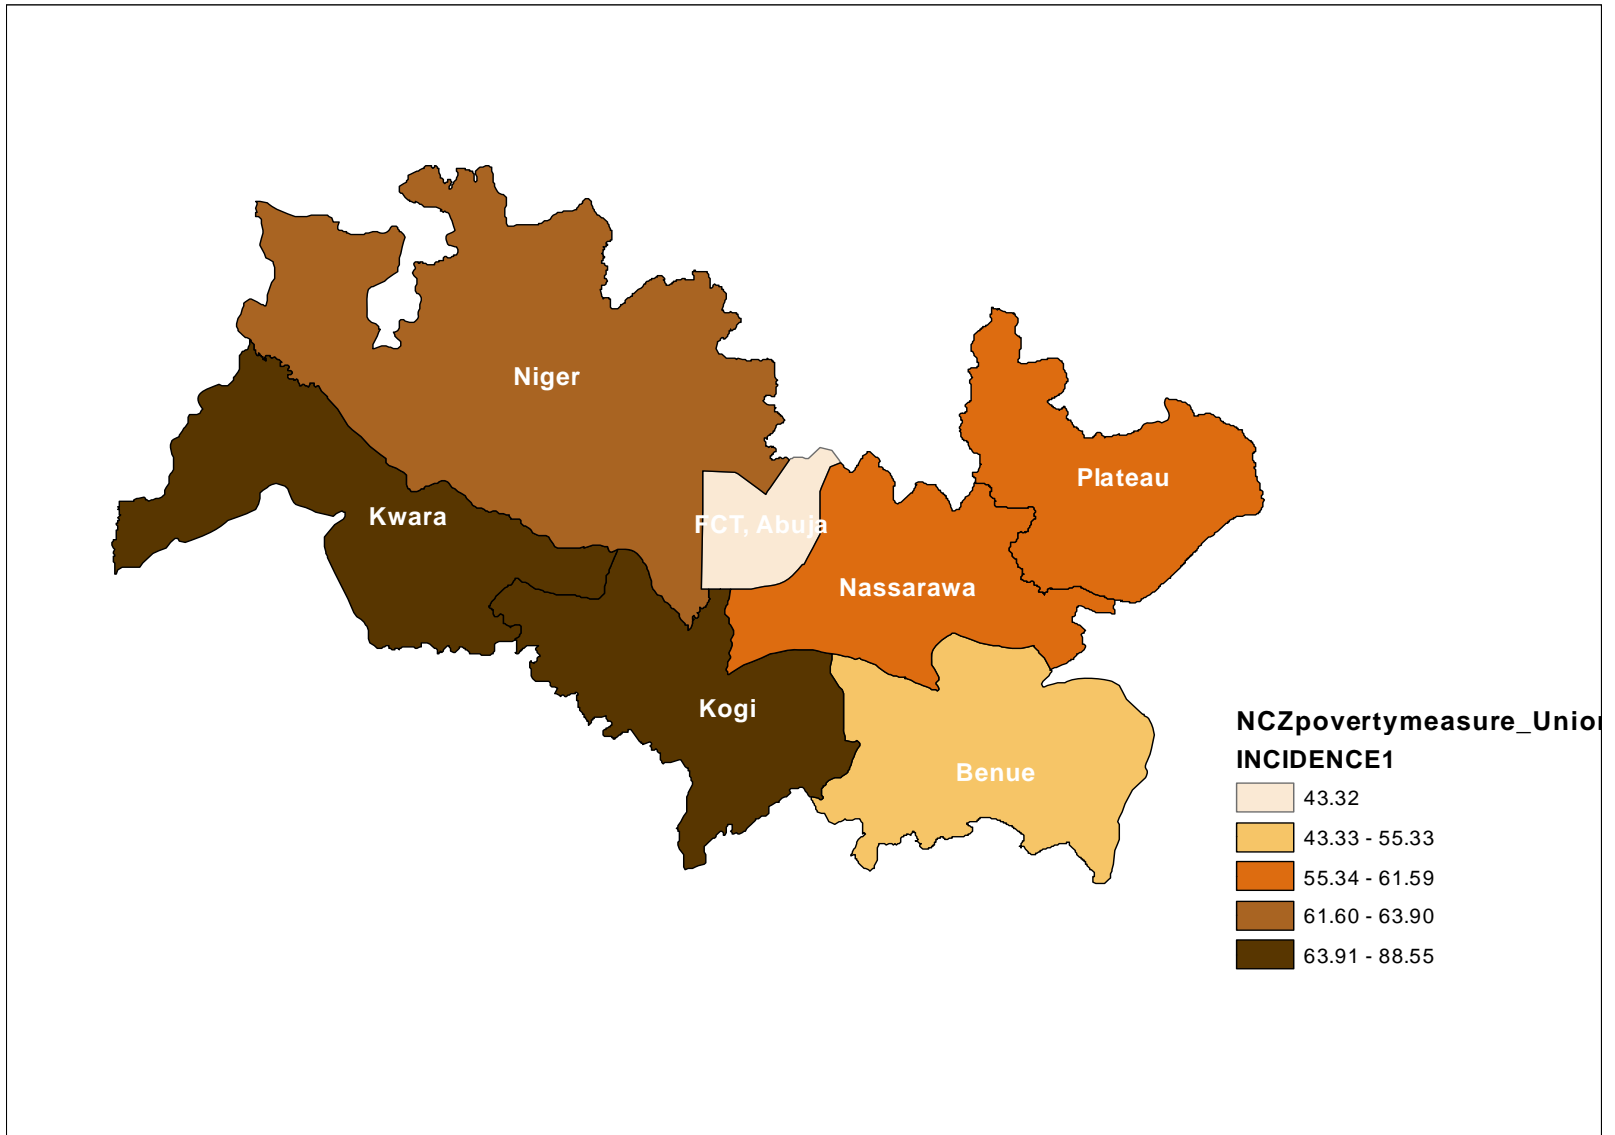 Niger
Plateau
Kwara
FCT, Abuja
Nassarawa
Kogi
Benue
NCZpovertymeasure_Union
INCIDENCE1
43.32
43.33 - 55.33
55.34 - 61.59
61.60 - 63.90
63.91 - 88.55